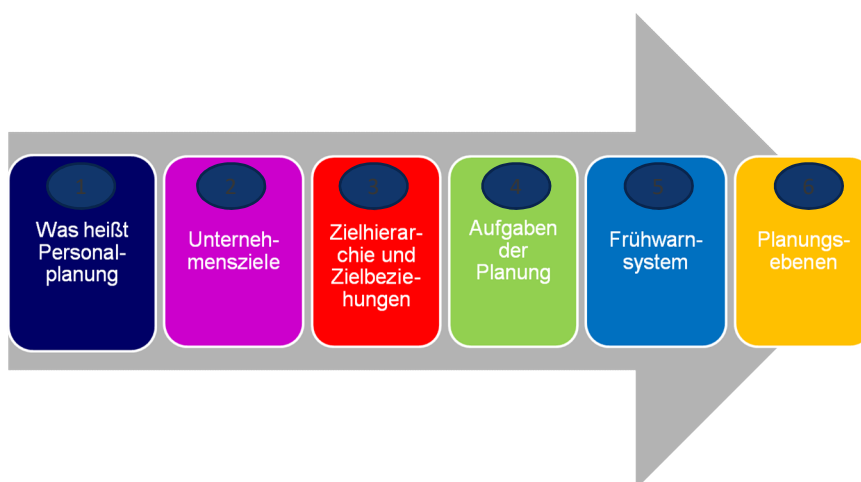 1
Was heißt
Personal-
planung
2
Unterneh-
mensziele
3
Zielhierar-
chie und
Zielbezie-
hungen
4
Aufgaben
der
Planung
5
Frühwarn-
system
6
Planungs-
ebenen